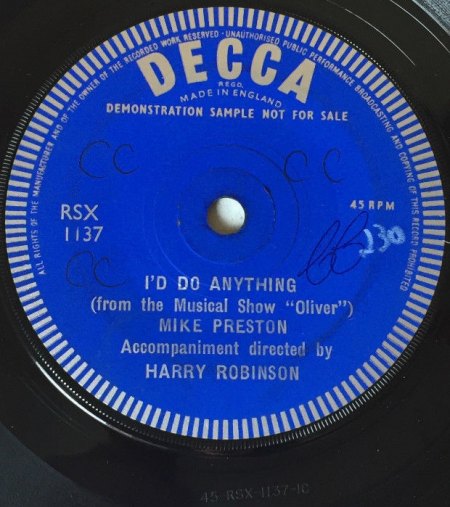 ALL RIGHTS OF THE MANUFACTURER AND OF THE OWNER OF THE RECORDED WORK RESERVED · UNAUTHORISED PUBLIC PERFORMANCE BROADCASTING AND COPYING OF THIS RECORD PROHIBITED
DECCA
REGD.
MADE IN ENGLAND
DEMONSTRATION SAMPLE NOT FOR SALE
CC
CC
RSX
1137
45 RPM
230
CC
I'D DO ANYTHING
(from the Musical Show "Oliver")
MIKE PRESTON
Accompaniment directed by
HARRY ROBINSON
45-RSX-1137-1C